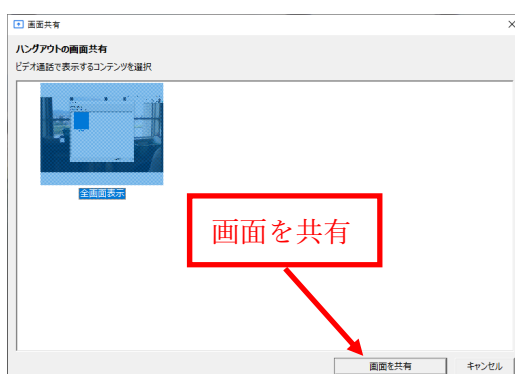 画面共有
ハングアウトの画面共有
ビデオ通話で表示するコンテンツを選択
全画面表示
画面を共有
画面を共有
キャンセル